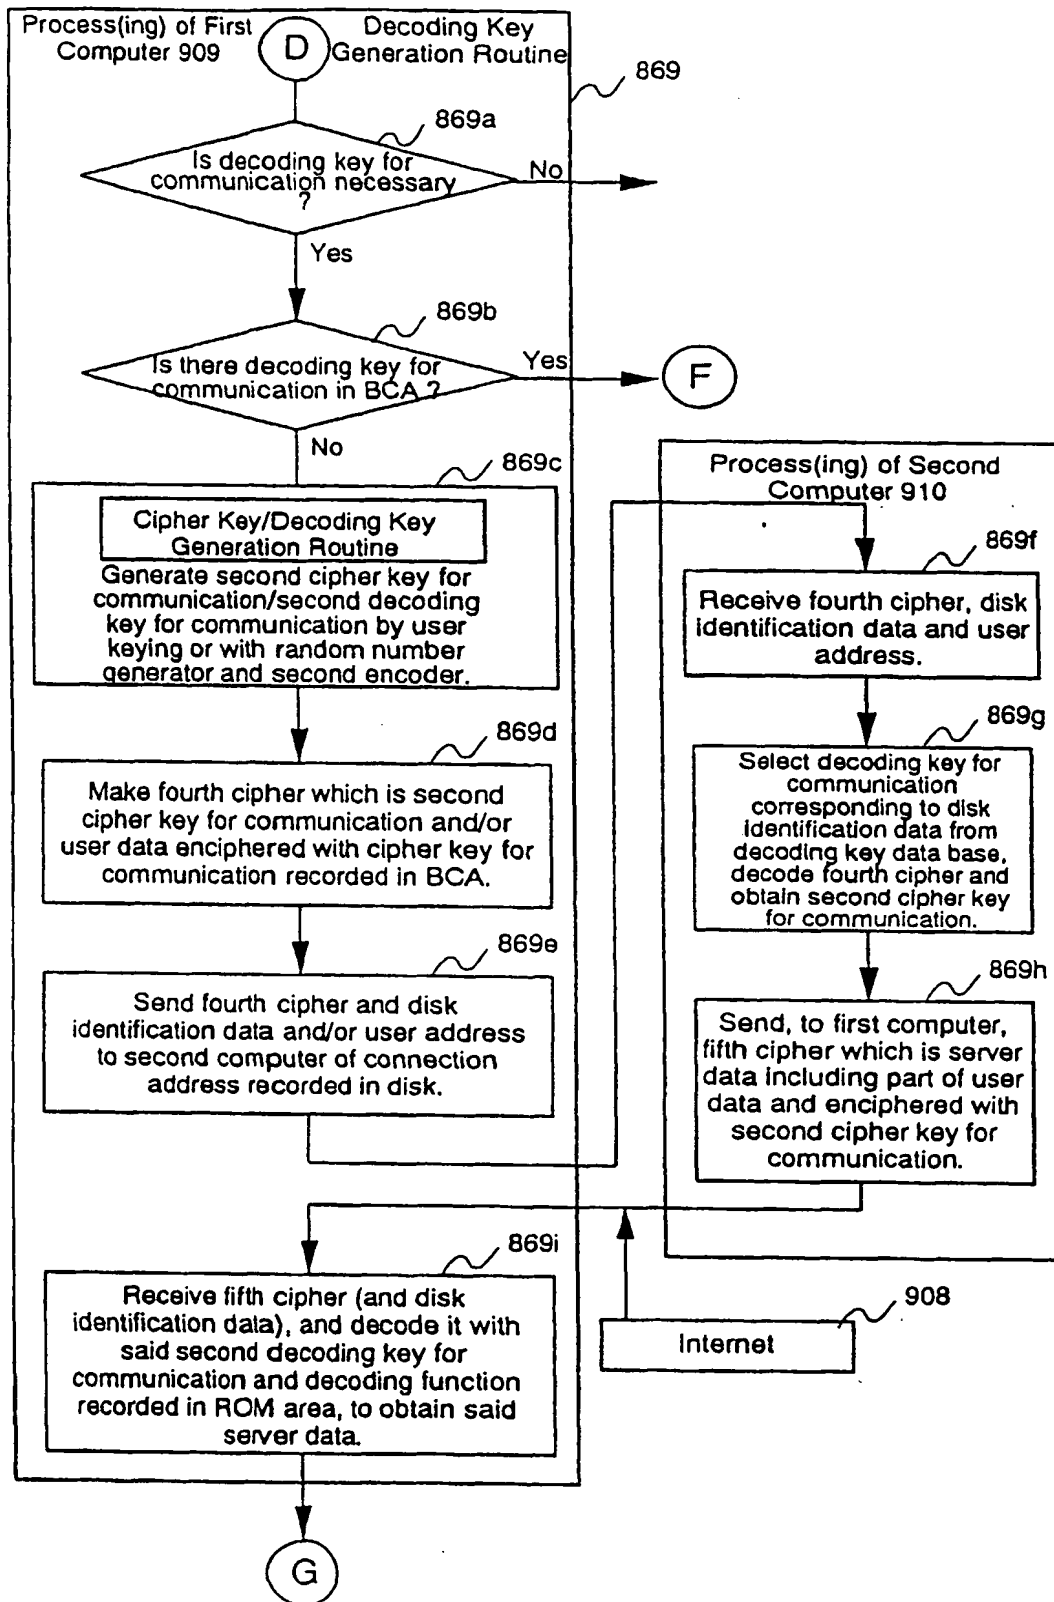 Process(ing) of First
Computer 909
D
Decoding Key
Generation Routine
869
869a
Is decoding key for
communication necessary
?
No
Yes
869b
Is there decoding key for
communication in BCA ?
Yes
F
No
869c
Cipher Key/Decoding Key
Generation Routine
Generate second cipher key for
communication/second decoding
key for communication by user
keying or with random number
generator and second encoder.
869d
Make fourth cipher which is second
cipher key for communication and/or
user data enciphered with cipher key for
communication recorded in BCA.
869e
Send fourth cipher and disk
identification data and/or user address
to second computer of connection
address recorded in disk.
Process(ing) of Second
Computer 910
869f
Receive fourth cipher, disk
identification data and user
address.
869g
Select decoding key for
communication
corresponding to disk
identification data from
decoding key data base,
decode fourth cipher and
obtain second cipher key
for communication.
869h
Send, to first computer,
fifth cipher which is server
data including part of user
data and enciphered with
second cipher key for
communication.
908
Internet
869i
Receive fifth cipher (and disk
identification data), and decode it with
said second decoding key for
communication and decoding function
recorded in ROM area, to obtain said
server data.
G